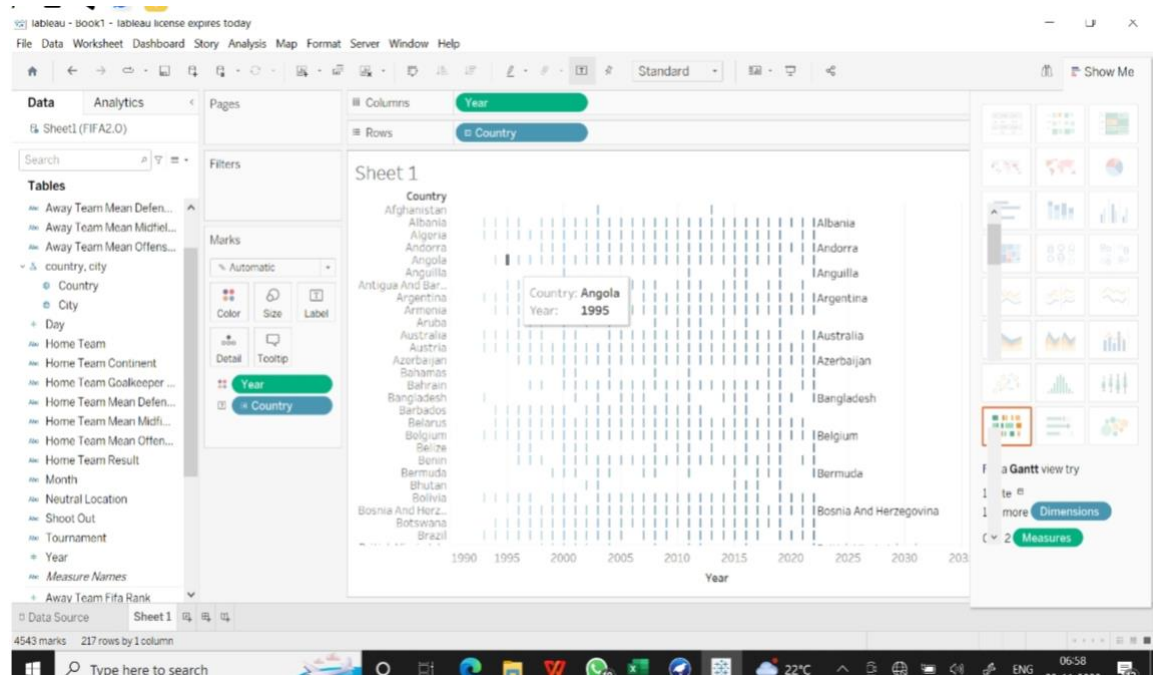 Tableau - Book1 - Tableau license expires today
File Data Worksheet Dashboard Story Analysis Map Format Server Window Help
Standard
Show Me
Data Analytics
Pages
Columns
Year
Sheet1 (FIFA2.0)
Rows
Country
Search
Filters
Sheet 1
Tables
Away Team Mean Defen...
Away Team Mean Midfiel...
Away Team Mean Offens...
country, city
Country
City
Day
Home Team
Home Team Continent
Home Team Goalkeeper ...
Home Team Mean Defen...
Home Team Mean Midfi...
Home Team Mean Offen...
Home Team Result
Month
Neutral Location
Shoot Out
Tournament
Year
Measure Names
Away Team Fifa Rank
Marks
Automatic
Color Size Label
Detail Tooltip
Year
Country
Country
Afghanistan
Albania Albania
Algeria
Andorra Andorra
Angola
Anguilla Anguilla
Antigua And Bar...
Argentina Argentina
Armenia
Aruba
Australia Australia
Austria
Azerbaijan Azerbaijan
Bahamas
Bahrain
Bangladesh Bangladesh
Barbados
Belarus
Belgium Belgium
Belize
Benin
Bermuda Bermuda
Bhutan
Bolivia
Bosnia And Herz... Bosnia And Herzegovina
Botswana
Brazil
Country: Angola
Year: 1995
1990 1995 2000 2005 2010 2015 2020 2025 2030 203
Year
a Gantt view try
more Dimensions
2 Measures
Data Source Sheet 1
4543 marks 217 rows by 1 column
Type here to search
22°C
ENG
06:58